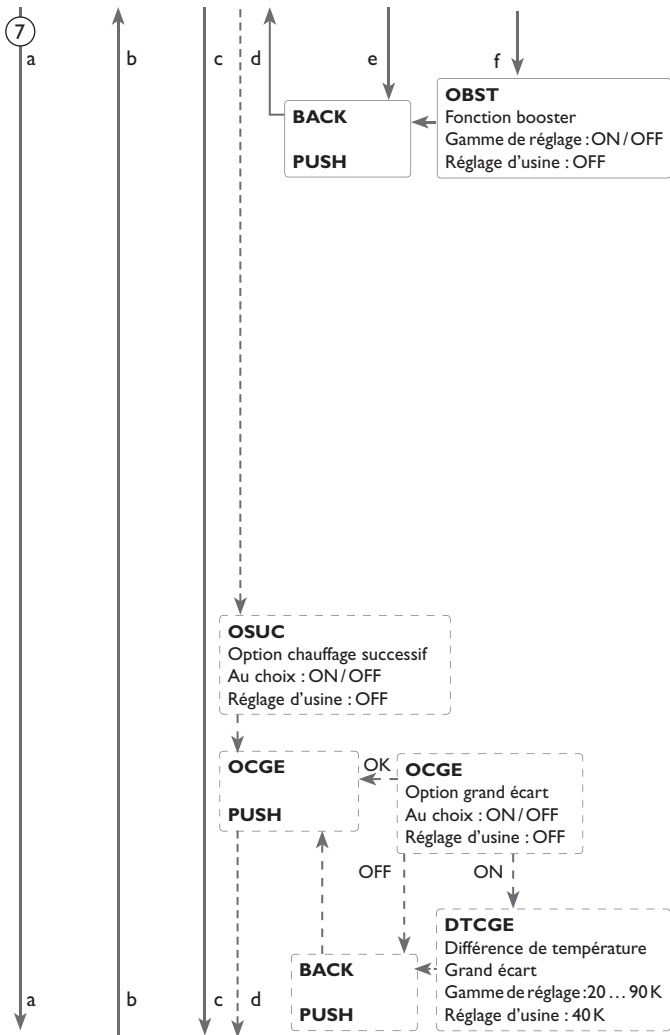 7
a
b
c
d
e
f
BACK
PUSH
OBST
Fonction booster
Gamme de réglage : ON / OFF
Réglage d'usine : OFF
OSUC
Option chauffage successif
Au choix : ON / OFF
Réglage d'usine : OFF
OCGE
PUSH
OK
OCGE
Option grand écart
Au choix : ON / OFF
Réglage d'usine : OFF
OFF
ON
BACK
PUSH
DTCGE
Différence de température
Grand écart
Gamme de réglage :20 ... 90 K
Réglage d'usine : 40 K
a
b
c
d